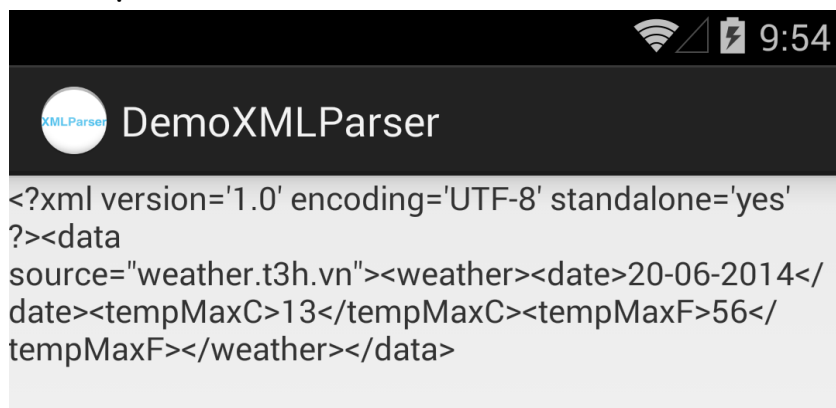 9:54
XMLParser
DemoXMLParser
<?xml version='1.0' encoding='UTF-8' standalone='yes'
?><data
source="weather.t3h.vn"><weather><date>20-06-2014</
date><tempMaxC>13</tempMaxC><tempMaxF>56</
tempMaxF></weather></data>